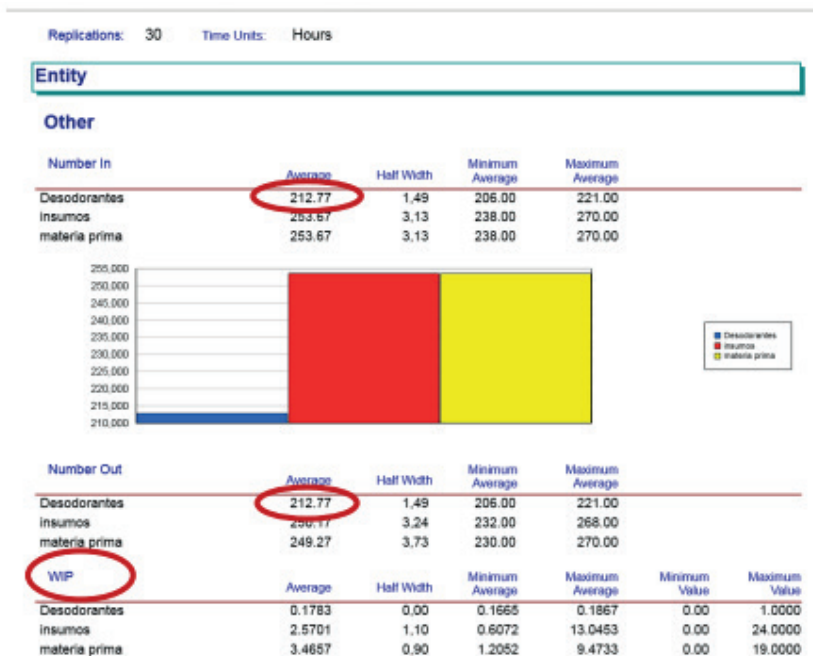 Replications: 30 Time Units: Hours
Entity
Other
Number In Average Half Width Minimum Average Maximum Average
Desodorantes 212.77 1,49 206.00 221.00
insumos 253.67 3,13 238.00 270.00
materia prima 253.67 3,13 238.00 270.00
255,000
250,000
245,000
240,000
235,000
230,000
225,000
220,000
215,000
210,000
Desodorantes
insumos
materia prima
Number Out Average Half Width Minimum Average Maximum Average
Desodorantes 212.77 1,49 206.00 221.00
insumos 250.17 3,24 232.00 268.00
materia prima 249.27 3,73 230.00 270.00
WIP Average Half Width Minimum Average Maximum Average Minimum Value Maximum Value
Desodorantes 0.1783 0,00 0.1665 0.1867 0.00 1.0000
insumos 2.5701 1,10 0.6072 13.0453 0.00 24.0000
materia prima 3.4657 0,90 1.2052 9.4733 0.00 19.0000